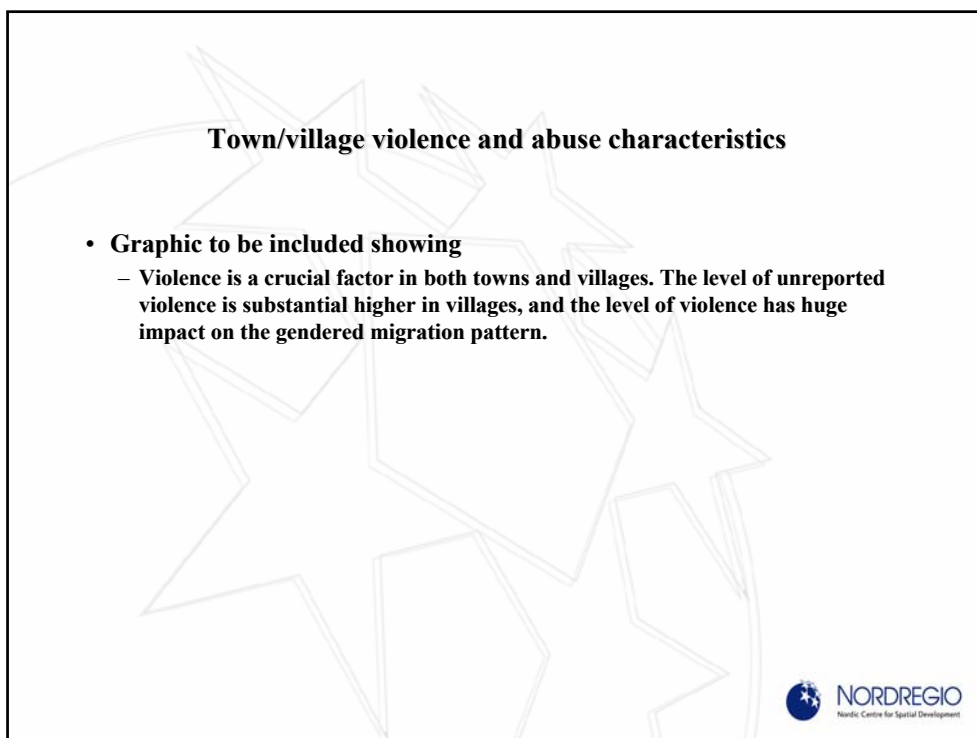 Town/village violence and abuse characteristics
• Graphic to be included showing
– Violence is a crucial factor in both towns and villages. The level of unreported
violence is substantial higher in villages, and the level of violence has huge
impact on the gendered migration pattern.
NORDREGIO
Nordic Centre for Spatial Development